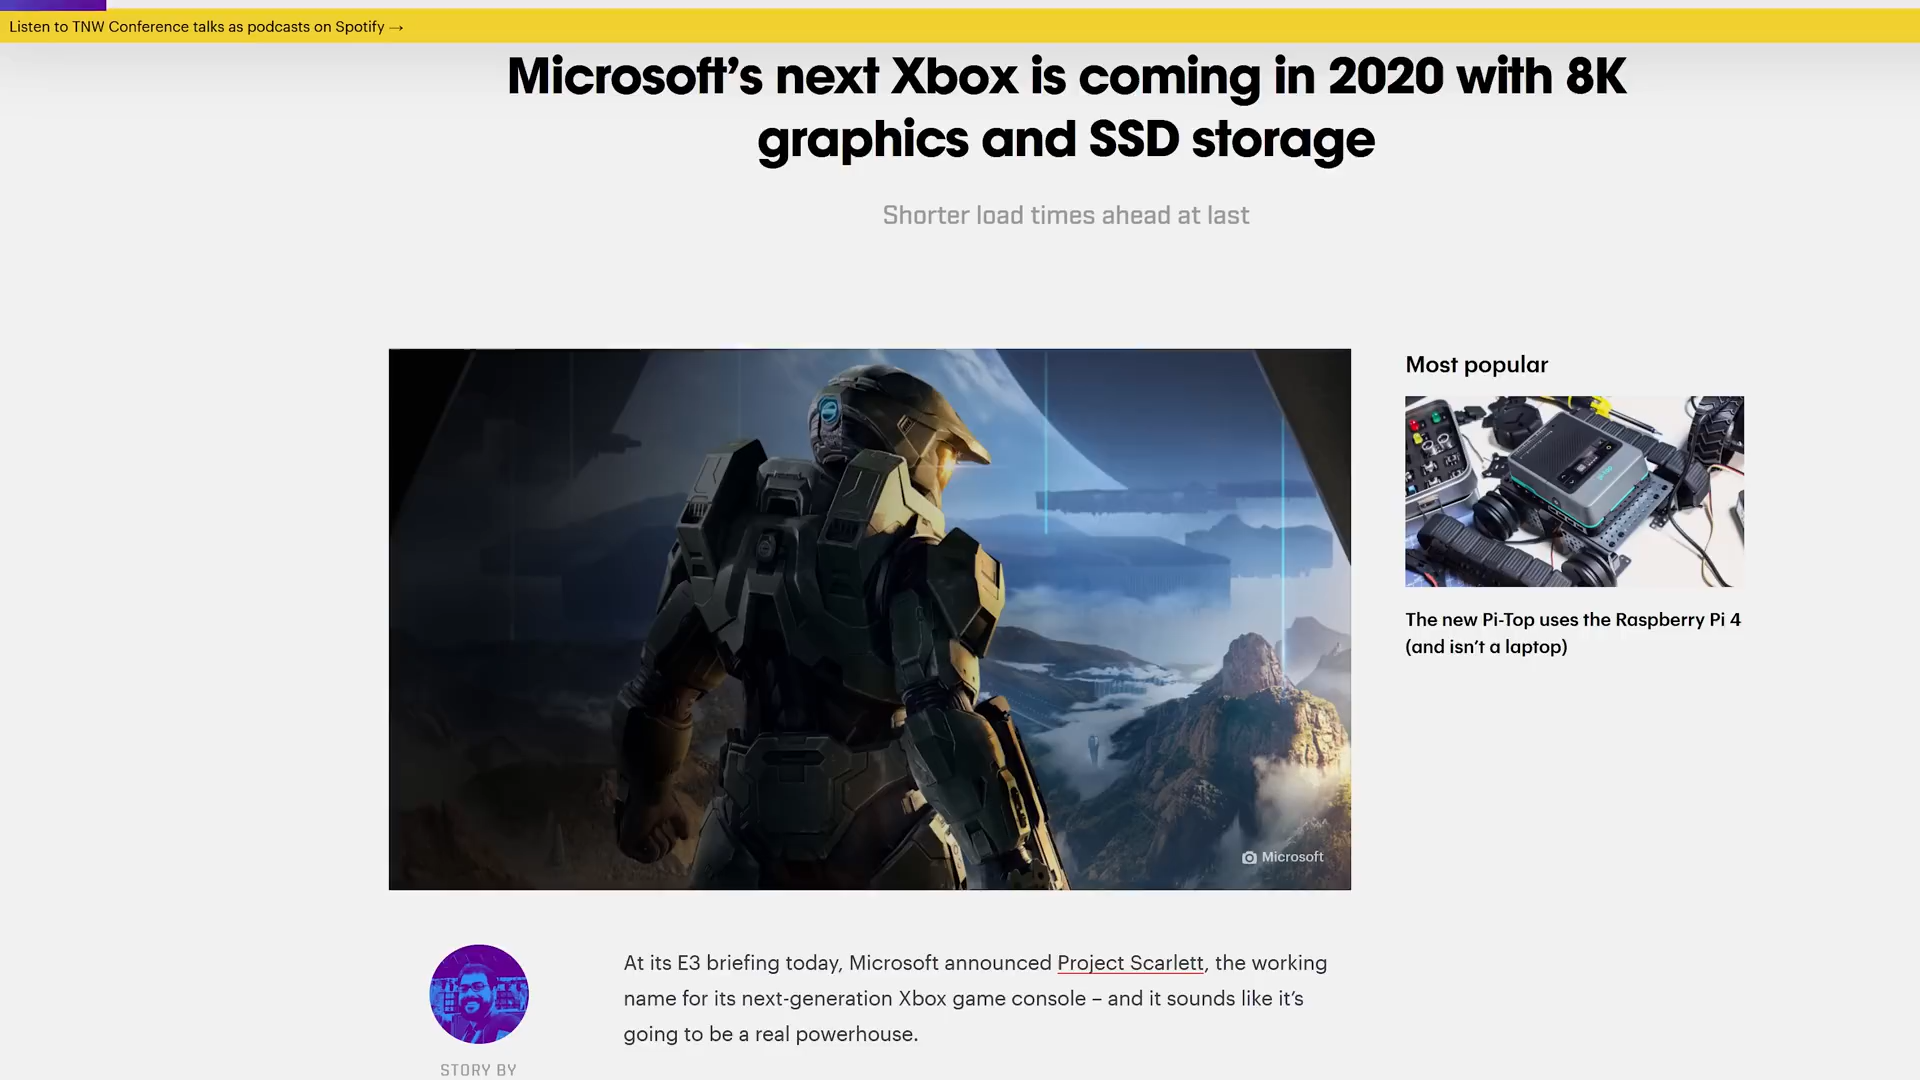 Listen to TNW Conference talks as podcasts on Spotify →
Microsoft’s next Xbox is coming in 2020 with 8K
graphics and SSD storage
Shorter load times ahead at last
Microsoft
Most popular
The new Pi-Top uses the Raspberry Pi 4
(and isn’t a laptop)
At its E3 briefing today, Microsoft announced Project Scarlett, the working
name for its next-generation Xbox game console – and it sounds like it’s
going to be a real powerhouse.
STORY BY